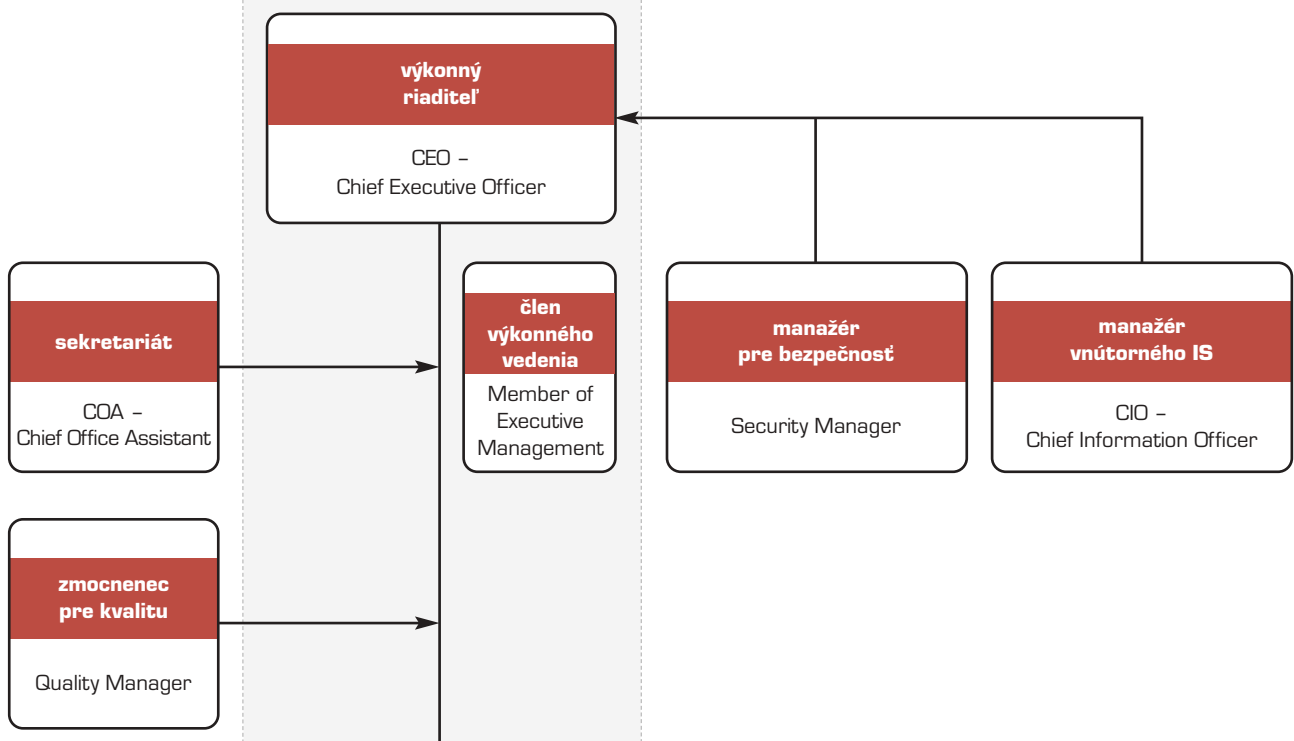 výkonný
riaditeľ
CEO –
Chief Executive Officer
sekretariát
COA –
Chief Office Assistant
člen
výkonného
vedenia
Member of
Executive
Management
manažér
pre bezpečnosť
Security Manager
manažér
vnútorného IS
CIO –
Chief Information Officer
zmocnenec
pre kvalitu
Quality Manager